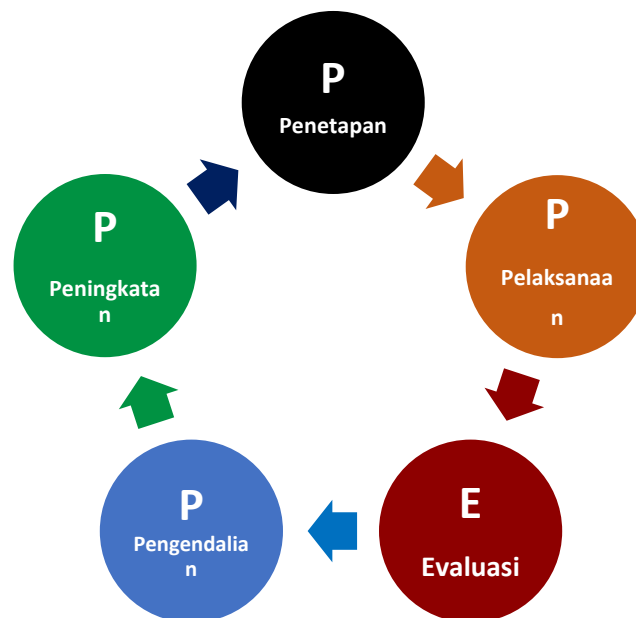 P
Penetapan
P
Pelaksanaa
n
E
Evaluasi
P
Pengendalia
n
P
Peningkata
n